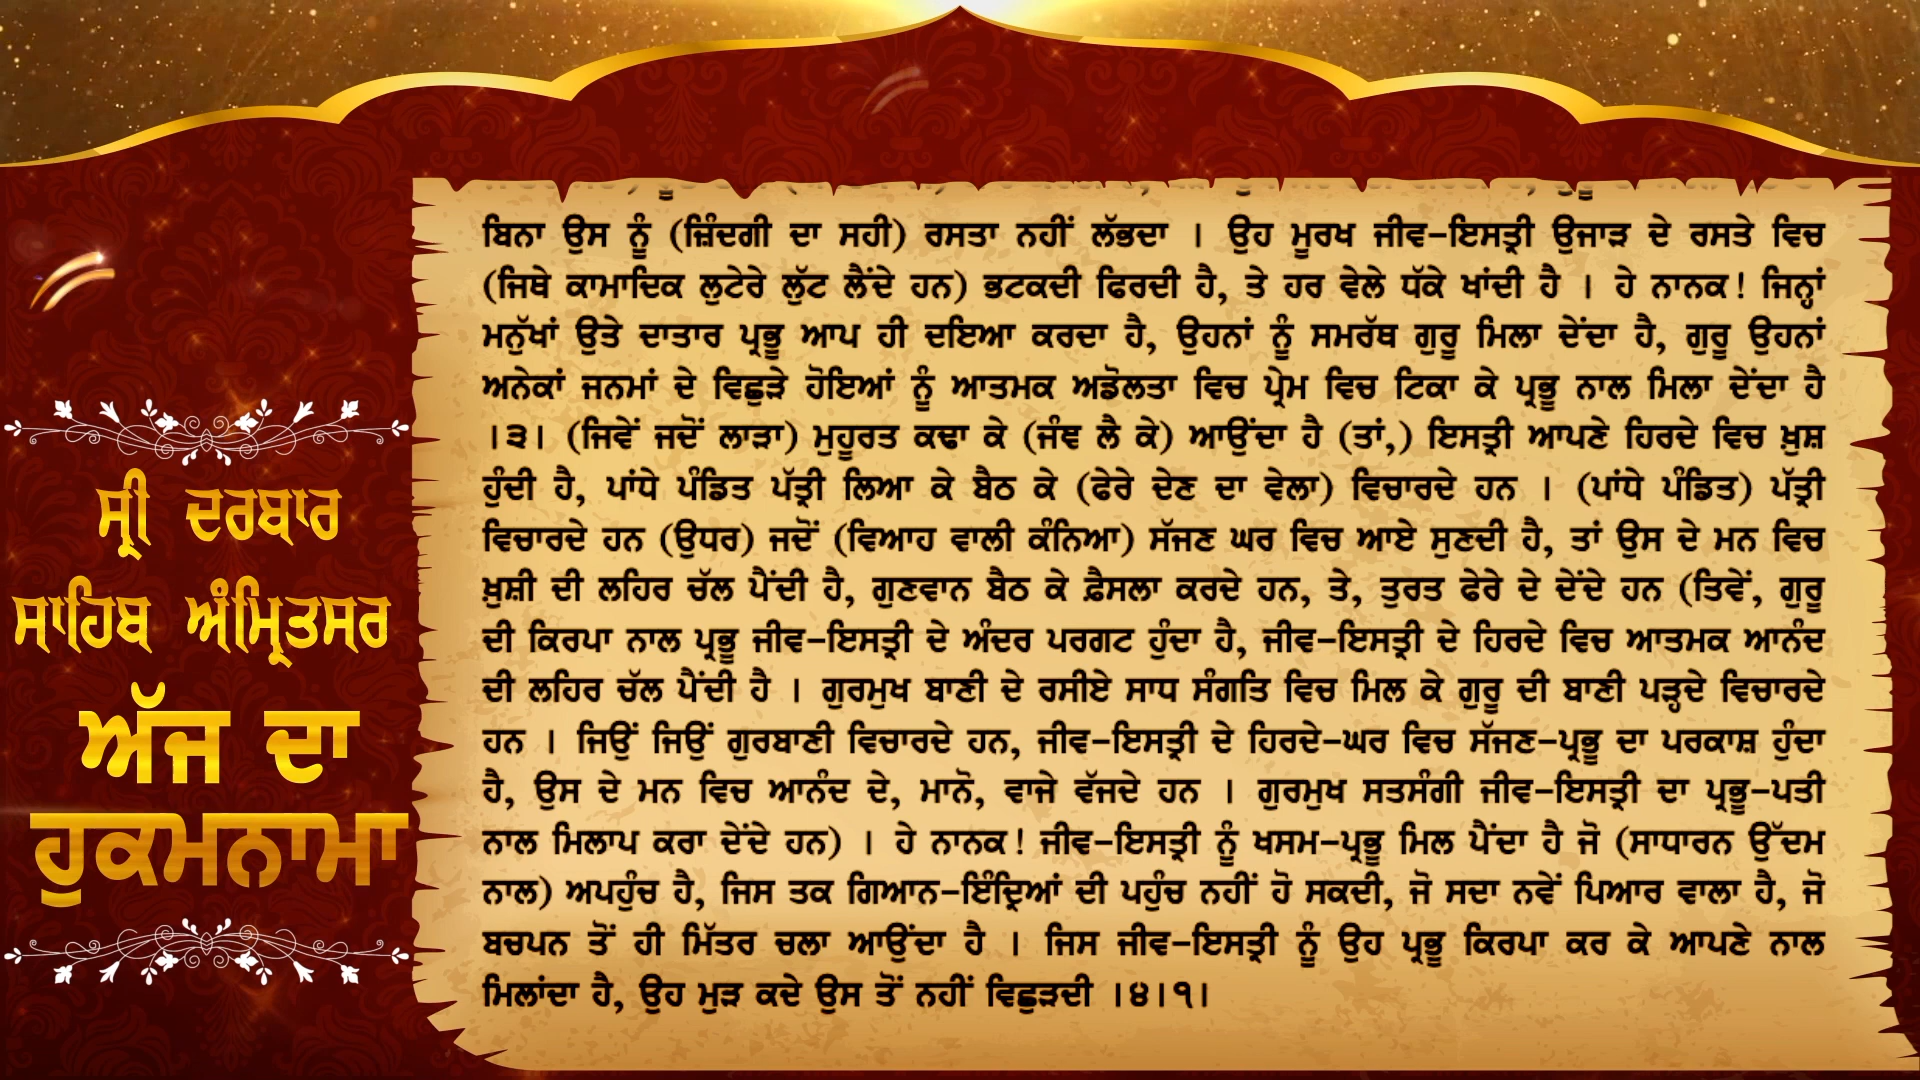 ਸ੍ਰੀ ਦਰਬਾਰ
ਸਾਹਿਬ ਅੰਮ੍ਰਿਤਸਰ
ਅੱਜ ਦਾ
ਹੁਕਮਨਾਮਾ
ਬਿਨਾ ਉਸ ਨੂੰ (ਜ਼ਿੰਦਗੀ ਦਾ ਸਹੀ) ਰਸਤਾ ਨਹੀਂ ਲੱਭਦਾ । ਉਹ ਮੂਰਖ ਜੀਵ-ਇਸਤ੍ਰੀ ਉਜਾੜ ਦੇ ਰਸਤੇ ਵਿਚ
(ਜਿਥੇ ਕਾਮਾਦਿਕ ਲੁਟੇਰੇ ਲੁੱਟ ਲੈਂਦੇ ਹਨ) ਭਟਕਦੀ ਫਿਰਦੀ ਹੈ, ਤੇ ਹਰ ਵੇਲੇ ਧੱਕੇ ਖਾਂਦੀ ਹੈ । ਹੇ ਨਾਨਕ! ਜਿਨ੍ਹਾਂ
ਮਨੁੱਖਾਂ ਉਤੇ ਦਾਤਾਰ ਪ੍ਰਭੂ ਆਪ ਹੀ ਦਇਆ ਕਰਦਾ ਹੈ, ਉਹਨਾਂ ਨੂੰ ਸਮਰੱਥ ਗੁਰੂ ਮਿਲਾ ਦੇਂਦਾ ਹੈ, ਗੁਰੂ ਉਹਨਾਂ
ਅਨੇਕਾਂ ਜਨਮਾਂ ਦੇ ਵਿਛੁੜੇ ਹੋਇਆਂ ਨੂੰ ਆਤਮਕ ਅਡੋਲਤਾ ਵਿਚ ਪ੍ਰੇਮ ਵਿਚ ਟਿਕਾ ਕੇ ਪ੍ਰਭੂ ਨਾਲ ਮਿਲਾ ਦੇਂਦਾ ਹੈ
।੩। (ਜਿਵੇਂ ਜਦੋਂ ਲਾੜਾ) ਮੁਹੂਰਤ ਕਢਾ ਕੇ (ਜੰਞ ਲੈ ਕੇ) ਆਉਂਦਾ ਹੈ (ਤਾਂ,) ਇਸਤ੍ਰੀ ਆਪਣੇ ਹਿਰਦੇ ਵਿਚ ਖ਼ੁਸ਼
ਹੁੰਦੀ ਹੈ, ਪਾਂਧੇ ਪੰਡਿਤ ਪੱਤ੍ਰੀ ਲਿਆ ਕੇ ਬੈਠ ਕੇ (ਫੇਰੇ ਦੇਣ ਦਾ ਵੇਲਾ) ਵਿਚਾਰਦੇ ਹਨ । (ਪਾਂਧੇ ਪੰਡਿਤ) ਪੱਤ੍ਰੀ
ਵਿਚਾਰਦੇ ਹਨ (ਉਧਰ) ਜਦੋਂ (ਵਿਆਹ ਵਾਲੀ ਕੰਨਿਆ) ਸੱਜਣ ਘਰ ਵਿਚ ਆਏ ਸੁਣਦੀ ਹੈ, ਤਾਂ ਉਸ ਦੇ ਮਨ ਵਿਚ
ਖ਼ੁਸ਼ੀ ਦੀ ਲਹਿਰ ਚੱਲ ਪੈਂਦੀ ਹੈ, ਗੁਣਵਾਨ ਬੈਠ ਕੇ ਫ਼ੈਸਲਾ ਕਰਦੇ ਹਨ, ਤੇ, ਤੁਰਤ ਫੇਰੇ ਦੇ ਦੇਂਦੇ ਹਨ (ਤਿਵੇਂ, ਗੁਰੂ
ਦੀ ਕਿਰਪਾ ਨਾਲ ਪ੍ਰਭੂ ਜੀਵ-ਇਸਤ੍ਰੀ ਦੇ ਅੰਦਰ ਪਰਗਟ ਹੁੰਦਾ ਹੈ, ਜੀਵ-ਇਸਤ੍ਰੀ ਦੇ ਹਿਰਦੇ ਵਿਚ ਆਤਮਕ ਆਨੰਦ
ਦੀ ਲਹਿਰ ਚੱਲ ਪੈਂਦੀ ਹੈ । ਗੁਰਮੁਖ ਬਾਣੀ ਦੇ ਰਸੀਏ ਸਾਧ ਸੰਗਤਿ ਵਿਚ ਮਿਲ ਕੇ ਗੁਰੂ ਦੀ ਬਾਣੀ ਪੜ੍ਹਦੇ ਵਿਚਾਰਦੇ
ਹਨ । ਜਿਉਂ ਜਿਉਂ ਗੁਰਬਾਣੀ ਵਿਚਾਰਦੇ ਹਨ, ਜੀਵ-ਇਸਤ੍ਰੀ ਦੇ ਹਿਰਦੇ-ਘਰ ਵਿਚ ਸੱਜਣ-ਪ੍ਰਭੂ ਦਾ ਪਰਕਾਸ਼ ਹੁੰਦਾ
ਹੈ, ਉਸ ਦੇ ਮਨ ਵਿਚ ਆਨੰਦ ਦੇ, ਮਾਨੋ, ਵਾਜੇ ਵੱਜਦੇ ਹਨ । ਗੁਰਮੁਖ ਸਤਸੰਗੀ ਜੀਵ-ਇਸਤ੍ਰੀ ਦਾ ਪ੍ਰਭੂ-ਪਤੀ
ਨਾਲ ਮਿਲਾਪ ਕਰਾ ਦੇਂਦੇ ਹਨ) । ਹੇ ਨਾਨਕ! ਜੀਵ-ਇਸਤ੍ਰੀ ਨੂੰ ਖਸਮ-ਪ੍ਰਭੂ ਮਿਲ ਪੈਂਦਾ ਹੈ ਜੋ (ਸਾਧਾਰਨ ਉੱਦਮ
ਨਾਲ) ਅਪਹੁੰਚ ਹੈ, ਜਿਸ ਤਕ ਗਿਆਨ-ਇੰਦ੍ਰਿਆਂ ਦੀ ਪਹੁੰਚ ਨਹੀਂ ਹੋ ਸਕਦੀ, ਜੋ ਸਦਾ ਨਵੇਂ ਪਿਆਰ ਵਾਲਾ ਹੈ, ਜੋ
ਬਚਪਨ ਤੋਂ ਹੀ ਮਿੱਤਰ ਚਲਾ ਆਉਂਦਾ ਹੈ । ਜਿਸ ਜੀਵ-ਇਸਤ੍ਰੀ ਨੂੰ ਉਹ ਪ੍ਰਭੂ ਕਿਰਪਾ ਕਰ ਕੇ ਆਪਣੇ ਨਾਲ
ਮਿਲਾਂਦਾ ਹੈ, ਉਹ ਮੁੜ ਕਦੇ ਉਸ ਤੋਂ ਨਹੀਂ ਵਿਛੁੜਦੀ ।੪।੧।